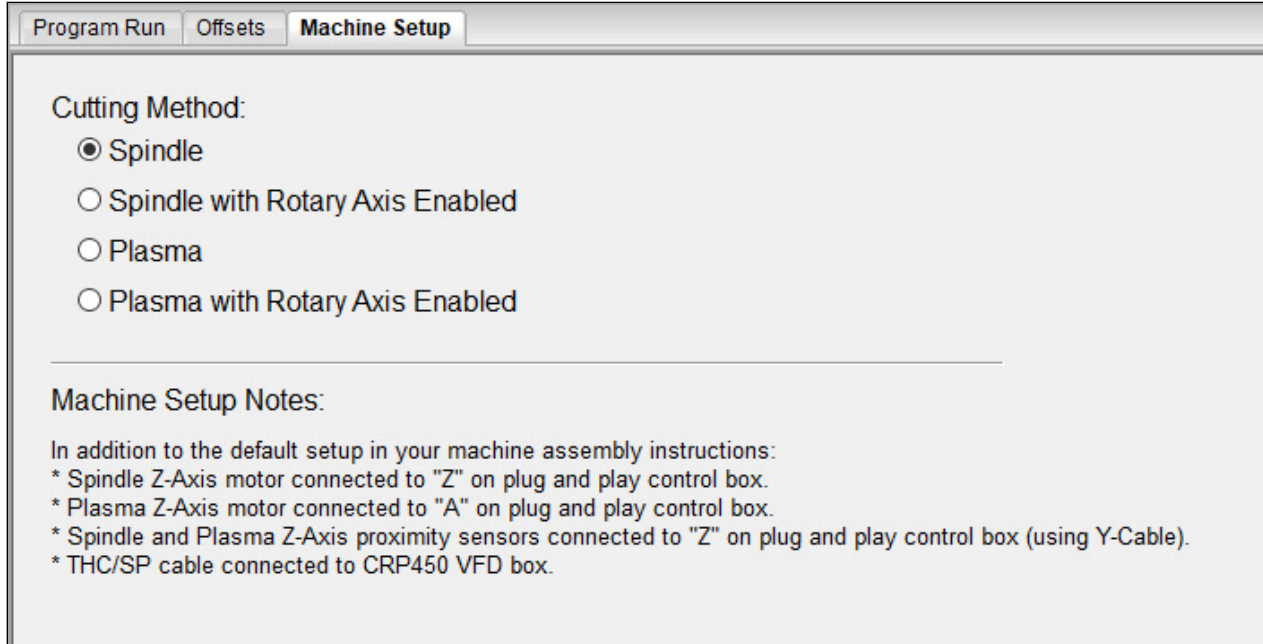 Program Run Offsets Machine Setup
Cutting Method:
Spindle
Spindle with Rotary Axis Enabled
Plasma
Plasma with Rotary Axis Enabled
Machine Setup Notes:
In addition to the default setup in your machine assembly instructions:
* Spindle Z-Axis motor connected to "Z" on plug and play control box.
* Plasma Z-Axis motor connected to "A" on plug and play control box.
* Spindle and Plasma Z-Axis proximity sensors connected to "Z" on plug and play control box (using Y-Cable).
* THC/SP cable connected to CRP450 VFD box.